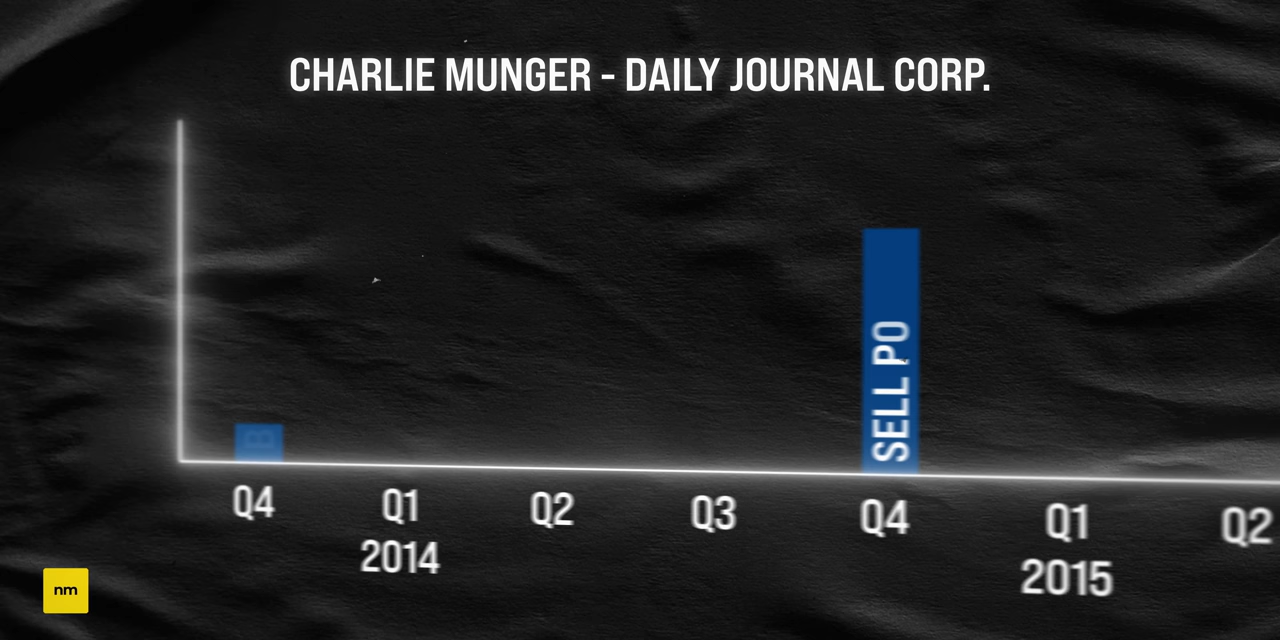 CHARLIE MUNGER - DAILY JOURNAL CORP.
SELL PO
Q4 Q1 Q2 Q3 Q4 Q1 Q2
2014 2015
nm